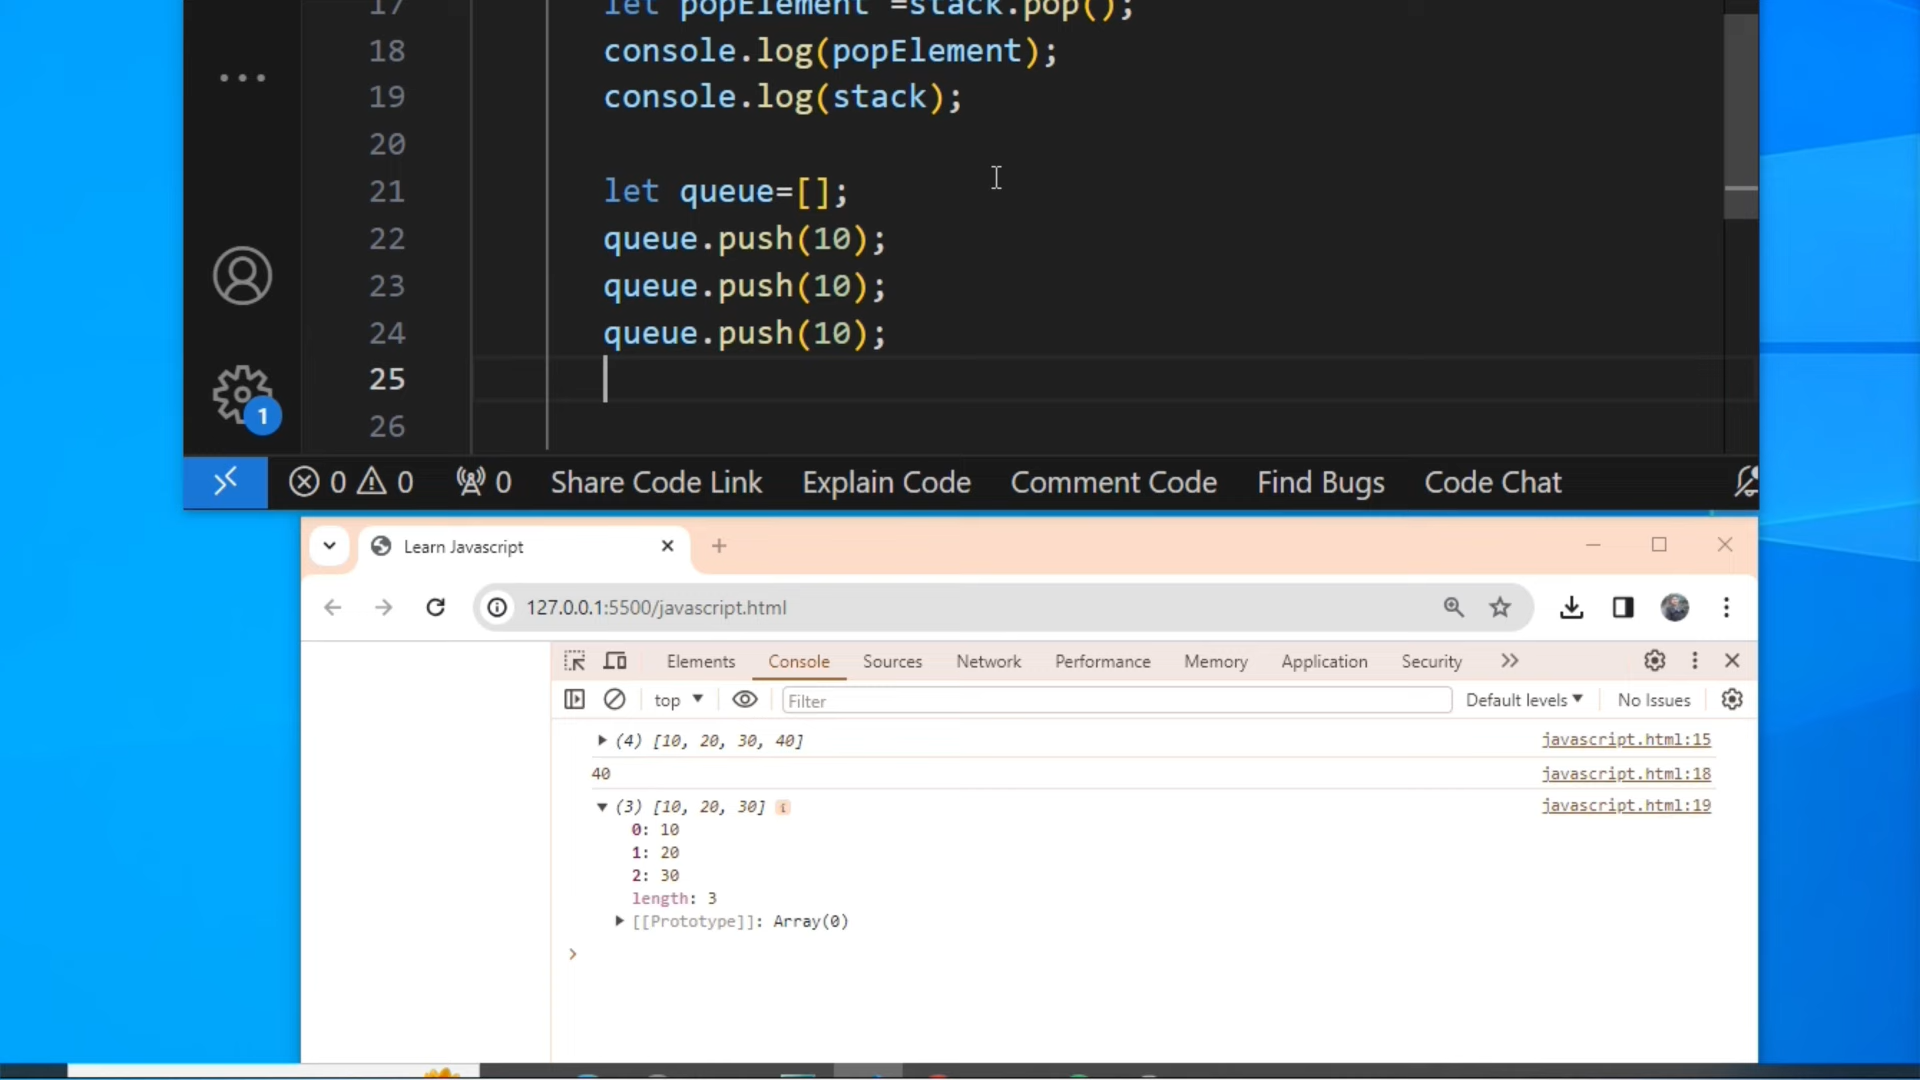 17 let popElement =stack.pop();
18 console.log(popElement);
19 console.log(stack);
20
21 let queue=[];
22 queue.push(10);
23 queue.push(10);
24 queue.push(10);
25
26
1
0 0 0 Share Code Link Explain Code Comment Code Find Bugs Code Chat
Learn Javascript
127.0.0.1:5500/javascript.html
Elements Console Sources Network Performance Memory Application Security
top Filter Default levels No Issues
(4) [10, 20, 30, 40] javascript.html:15
40 javascript.html:18
(3) [10, 20, 30] i javascript.html:19
0: 10
1: 20
2: 30
length: 3
[[Prototype]]: Array(0)